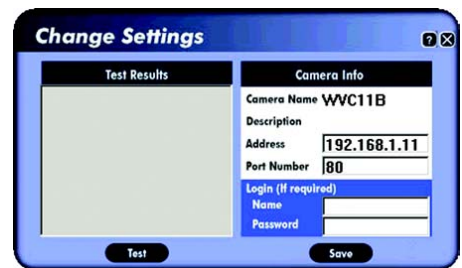 Change Settings
? X
Test Results
Camera Info
Camera Name WVC11B
Description
Address 192.168.1.11
Port Number 80
Login (If required)
Name
Password
Test
Save